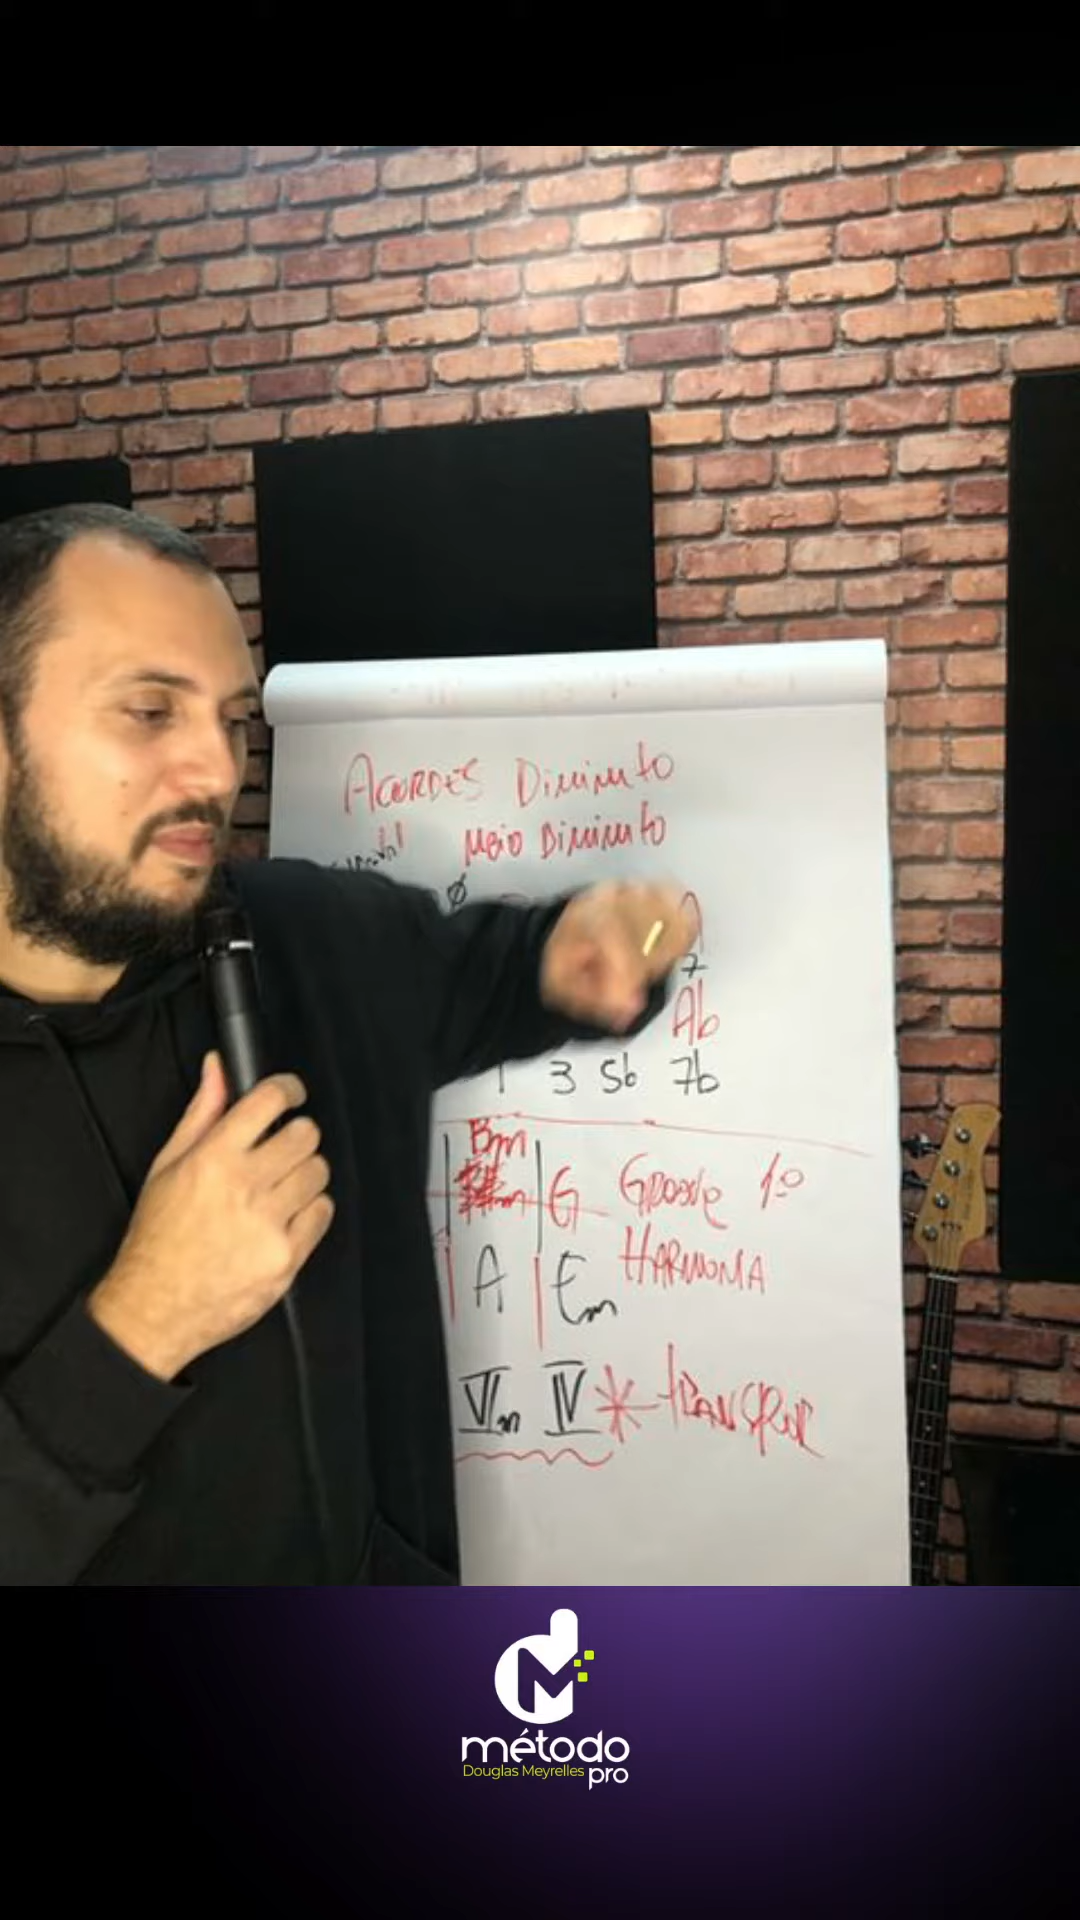 ACORDES Diminuto
Meio Diminuto
Ø
A
7
Ab
1 3 5b 7b
Bm
G GROOVE 1º
A Em HARMONIA
VIm IV *
método
Douglas Meyrelles pro